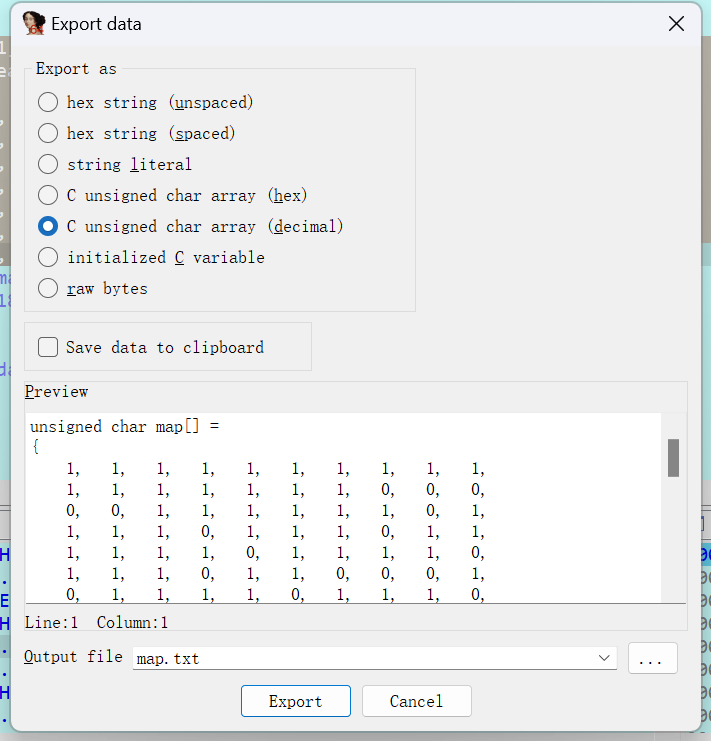 Export data
Export as
hex string (unspaced)
hex string (spaced)
string literal
C unsigned char array (hex)
C unsigned char array (decimal)
initialized C variable
raw bytes
Save data to clipboard
Preview
unsigned char map[] =
{
1, 1, 1, 1, 1, 1, 1, 1, 1, 1,
1, 1, 1, 1, 1, 1, 1, 0, 0, 0,
0, 0, 1, 1, 1, 1, 1, 1, 0, 1,
1, 1, 1, 0, 1, 1, 1, 0, 1, 1,
1, 1, 1, 1, 0, 1, 1, 1, 1, 0,
1, 1, 1, 0, 1, 1, 0, 0, 0, 1,
0, 1, 1, 1, 1, 0, 1, 1, 1, 0,
Line:1 Column:1
Output file map.txt ...
Export Cancel